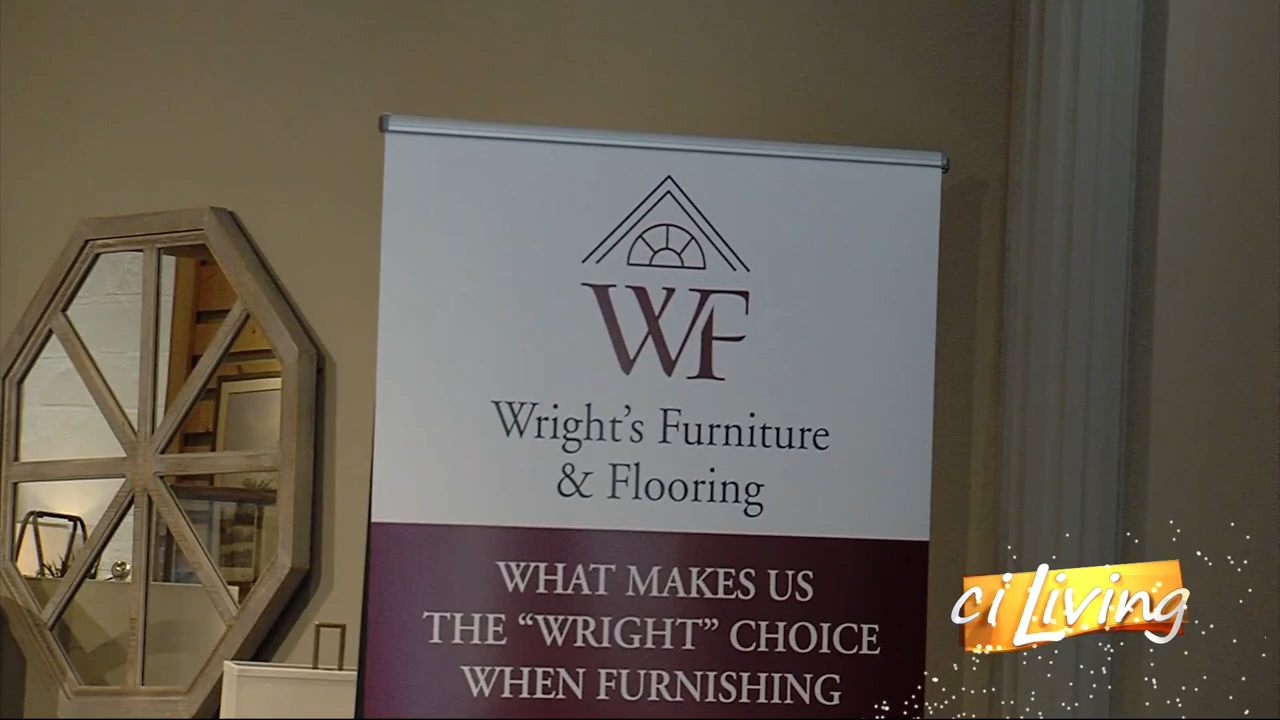 WF
Wright's Furniture
& Flooring
WHAT MAKES US
THE “WRIGHT” CHOICE
WHEN FURNISHING
ci Living